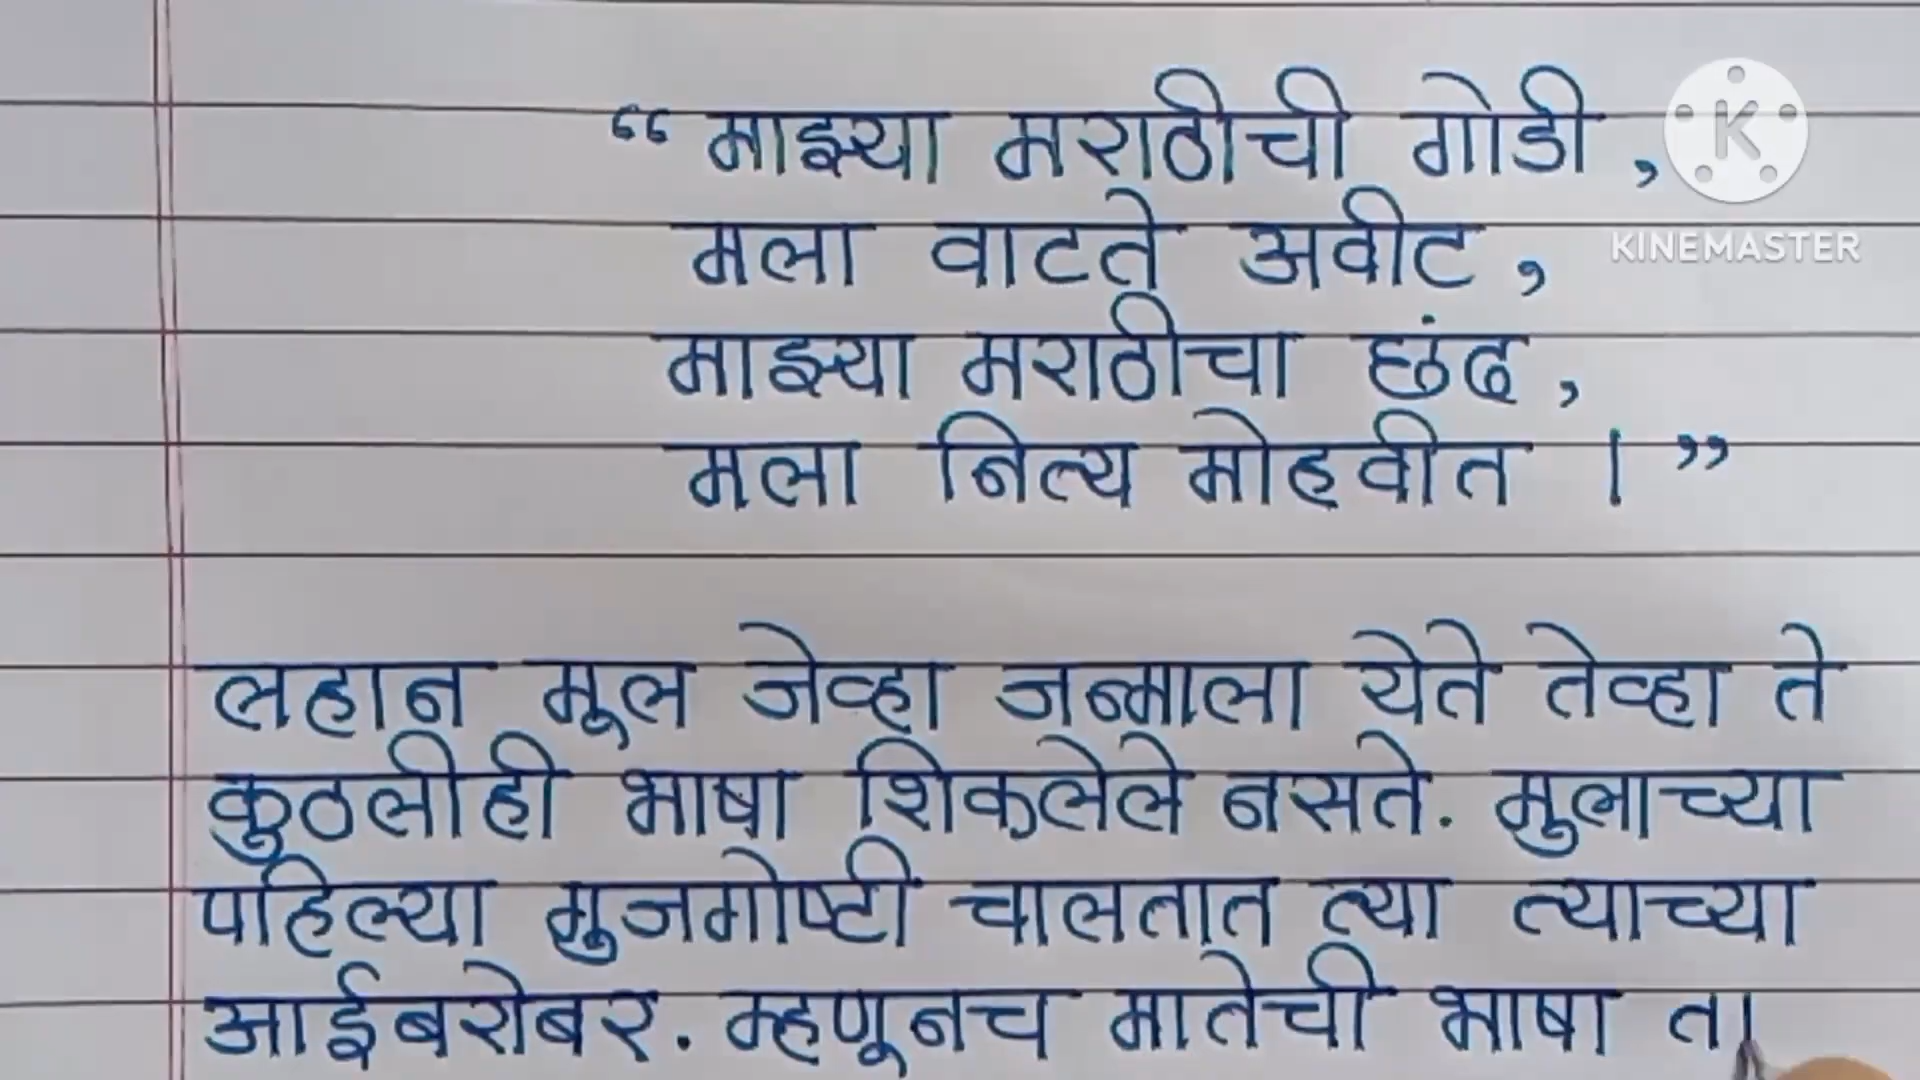 “माझ्या मराठीची गोडी,
मला वाटते अवीट,
माझ्या मराठीचा छंद,
मला नित्य मोहवीत ।”
लहान मूल जेव्हा जन्माला येते तेव्हा ते
कुठलीही भाषा शिकलेले नसते. मुलाच्या
पहिल्या मुजगोष्टी चालतात त्या त्याच्या
आईबरोबर. म्हणूनच मातेची भाषा
K
KINEMASTER